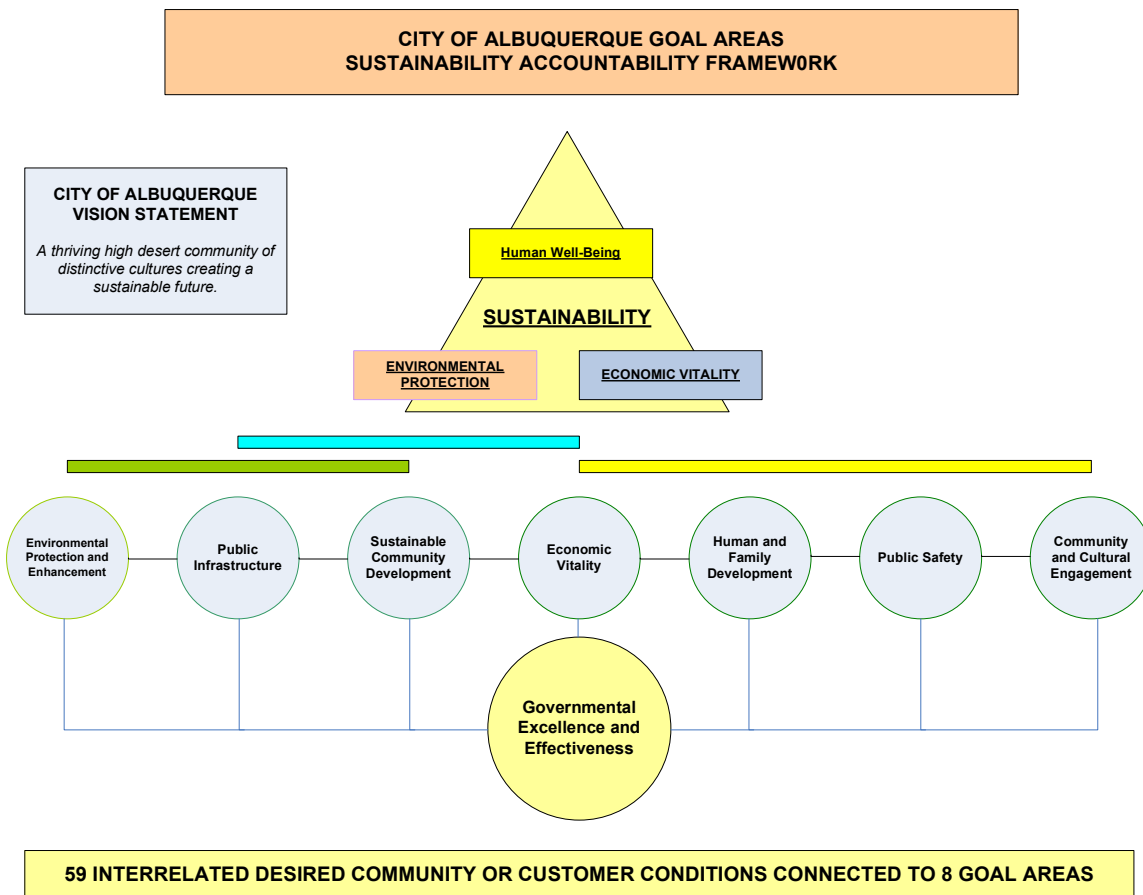 CITY OF ALBUQUERQUE GOAL AREAS
SUSTAINABILITY ACCOUNTABILITY FRAMEW0RK
CITY OF ALBUQUERQUE
VISION STATEMENT
A thriving high desert community of
distinctive cultures creating a
sustainable future.
Human Well-Being
SUSTAINABILITY
ENVIRONMENTAL
PROTECTION
ECONOMIC VITALITY
Environmental
Protection and
Enhancement
Public
Infrastructure
Sustainable
Community
Development
Economic
Vitality
Human and
Family
Development
Public Safety
Community
and Cultural
Engagement
Governmental
Excellence and
Effectiveness
59 INTERRELATED DESIRED COMMUNITY OR CUSTOMER CONDITIONS CONNECTED TO 8 GOAL AREAS